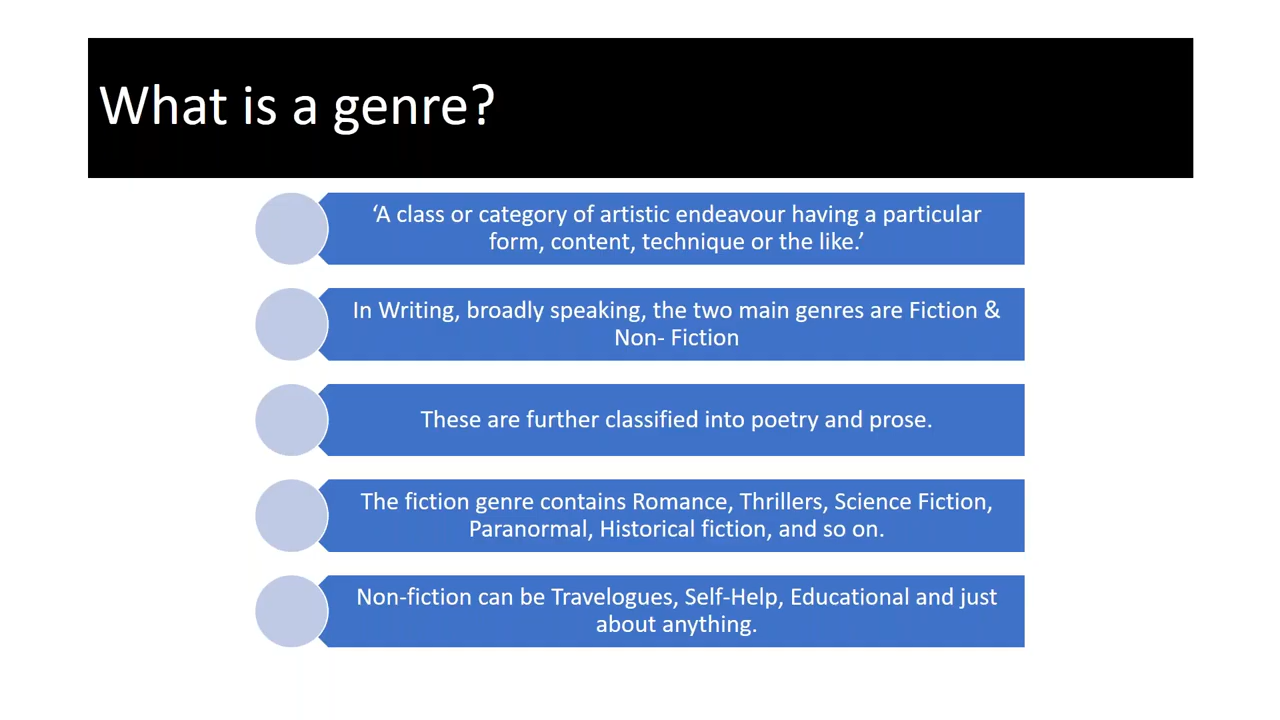 What is a genre?
‘A class or category of artistic endeavour having a particular
form, content, technique or the like.’
In Writing, broadly speaking, the two main genres are Fiction &
Non- Fiction
These are further classified into poetry and prose.
The fiction genre contains Romance, Thrillers, Science Fiction,
Paranormal, Historical fiction, and so on.
Non-fiction can be Travelogues, Self-Help, Educational and just
about anything.